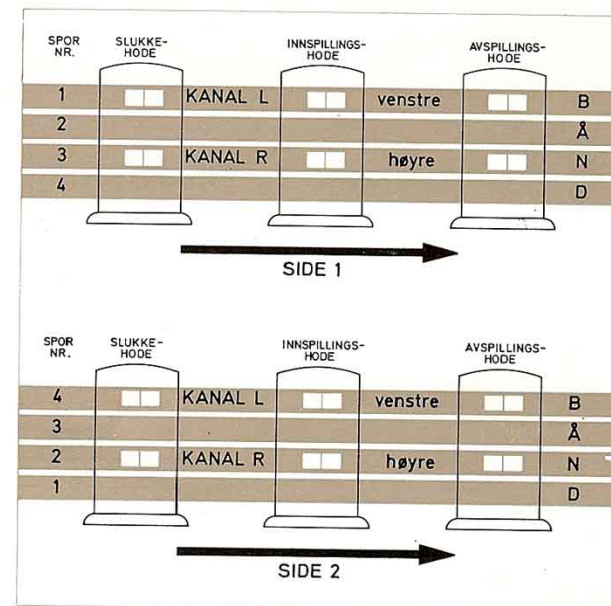 SPOR NR.
SLUKKE-HODE
INNSPILLINGS-HODE
AVSPILLINGS-HODE
1 KANAL L venstre B
2 Å
3 KANAL R høyre N
4 D
SIDE 1
SPOR NR.
SLUKKE-HODE
INNSPILLINGS-HODE
AVSPILLINGS-HODE
4 KANAL L venstre B
3 Å
2 KANAL R høyre N
1 D
SIDE 2